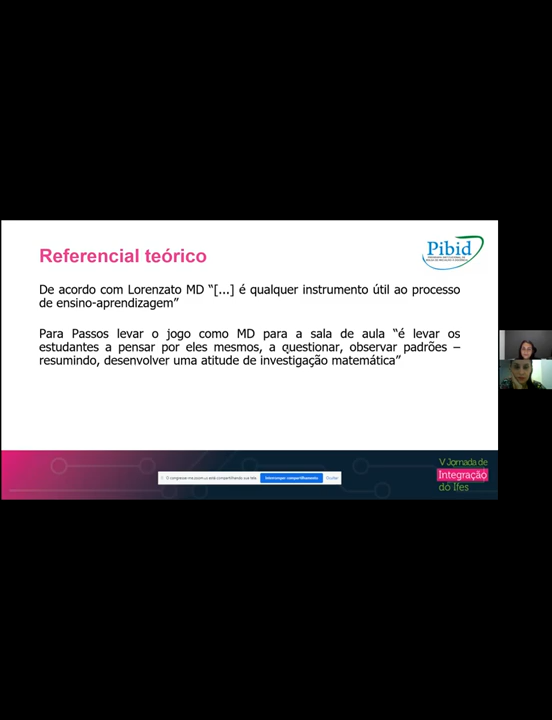 Referencial teórico
Pibid
De acordo com Lorenzato MD “[...] é qualquer instrumento útil ao processo
de ensino-aprendizagem”
Para Passos levar o jogo como MD para a sala de aula “é levar os
estudantes a pensar por eles mesmos, a questionar, observar padrões –
resumindo, desenvolver uma atitude de investigação matemática”
V Jornada de
Integração
do Ifes
Interromper compartilhamento
Ocultar